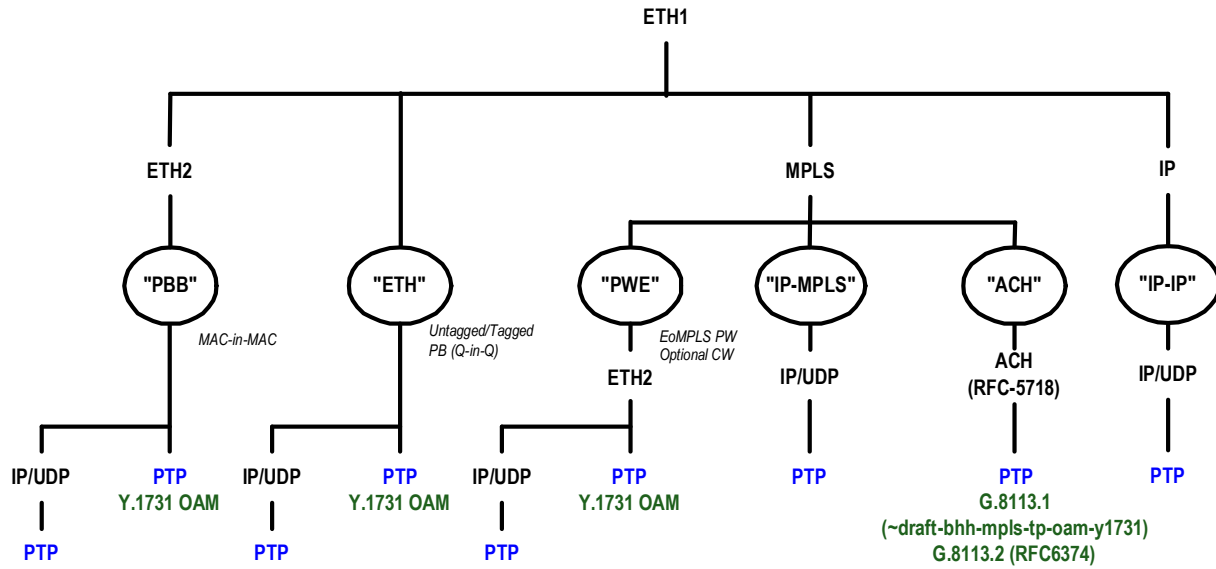 ETH1
ETH2
MPLS
IP
"PBB"
"ETH"
"PWE"
"IP-MPLS"
"ACH"
"IP-IP"
MAC-in-MAC
Untagged/Tagged
PB (Q-in-Q)
EoMPLS PW
Optional CW
ETH2
IP/UDP
ACH
(RFC-5718)
IP/UDP
IP/UDP
PTP
Y.1731 OAM
IP/UDP
PTP
Y.1731 OAM
IP/UDP
PTP
Y.1731 OAM
PTP
PTP
G.8113.1
(~draft-bhh-mpls-tp-oam-y1731)
G.8113.2 (RFC6374)
PTP
PTP
PTP
PTP